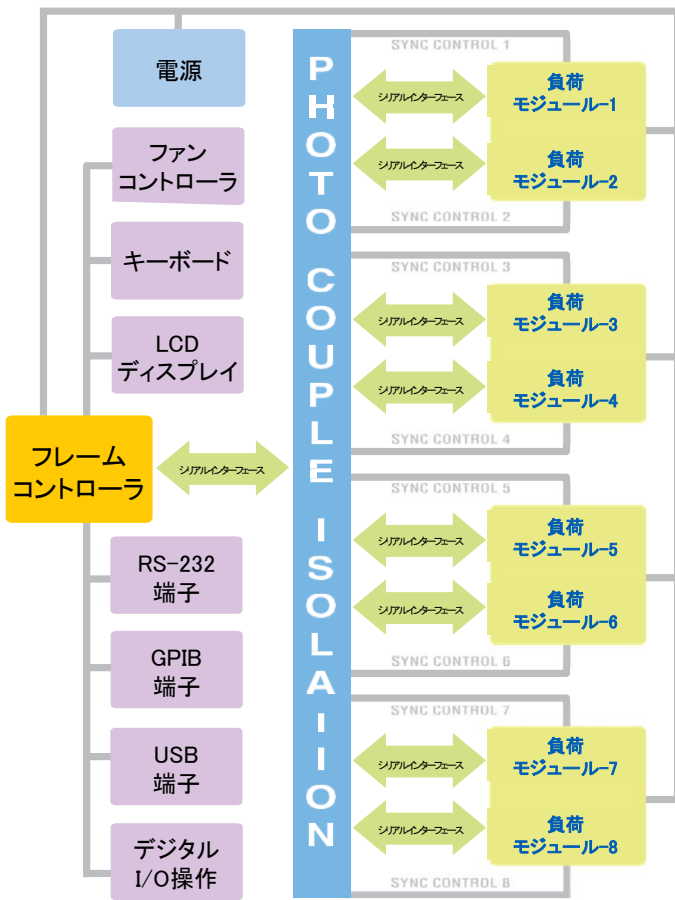 電源
ファン
コントローラ
キーボード
LCD
ディスプレイ
フレーム
コントローラ
シリアルインターフェース
RS-232
端子
GPIB
端子
USB
端子
デジタル
I/O操作
PHOTO COUPLE ISOLAIION
SYNC CONTROL 1
シリアルインターフェース
負荷
モジュール-1
シリアルインターフェース
負荷
モジュール-2
SYNC CONTROL 2
SYNC CONTROL 3
シリアルインターフェース
負荷
モジュール-3
シリアルインターフェース
負荷
モジュール-4
SYNC CONTROL 4
SYNC CONTROL 5
シリアルインターフェース
負荷
モジュール-5
シリアルインターフェース
負荷
モジュール-6
SYNC CONTROL 6
SYNC CONTROL 7
シリアルインターフェース
負荷
モジュール-7
シリアルインターフェース
負荷
モジュール-8
SYNC CONTROL 8